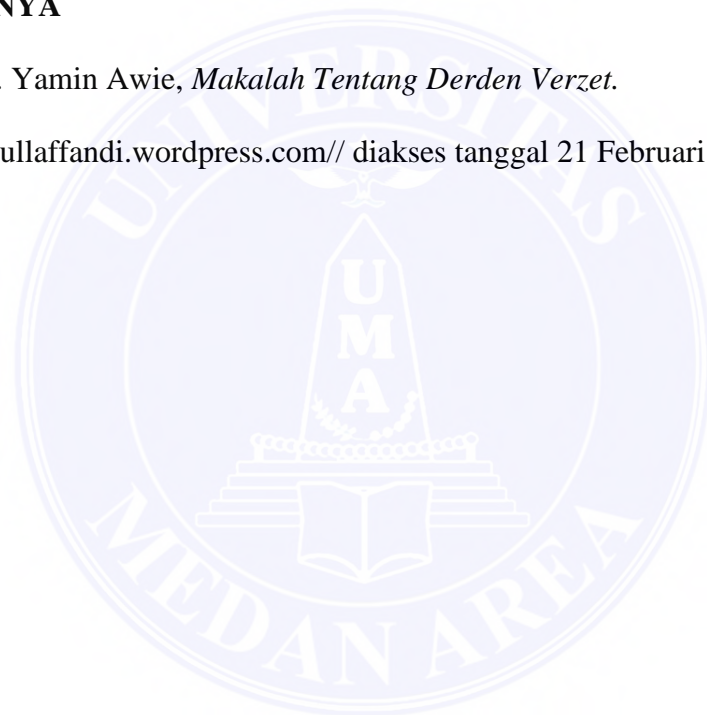 NYA
. Yamin Awie, Makalah Tentang Derden Verzet.
ullaffandi.wordpress.com// diakses tanggal 21 Februari
UNIVERSITAS
U
M
A
MEDAN AREA